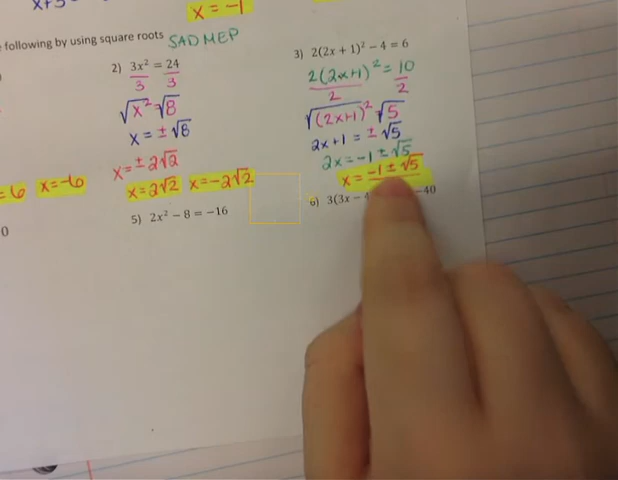 x = -1
following by using square roots SADMEP
2) 3x² = 24
3 3
√x² √8
x = ± √8
x = ± 2√2
x = 2√2 x = -2√2
=6 x=-6
3) 2(2x + 1)² − 4 = 6
2(2x+1)² = 10
2 2
√(2x+1)² √5
2x+1 = ± √5
2x = -1 ± √5
x = -1 ± √5
5) 2x² − 8 = −16
6) 3(3x − 40
0